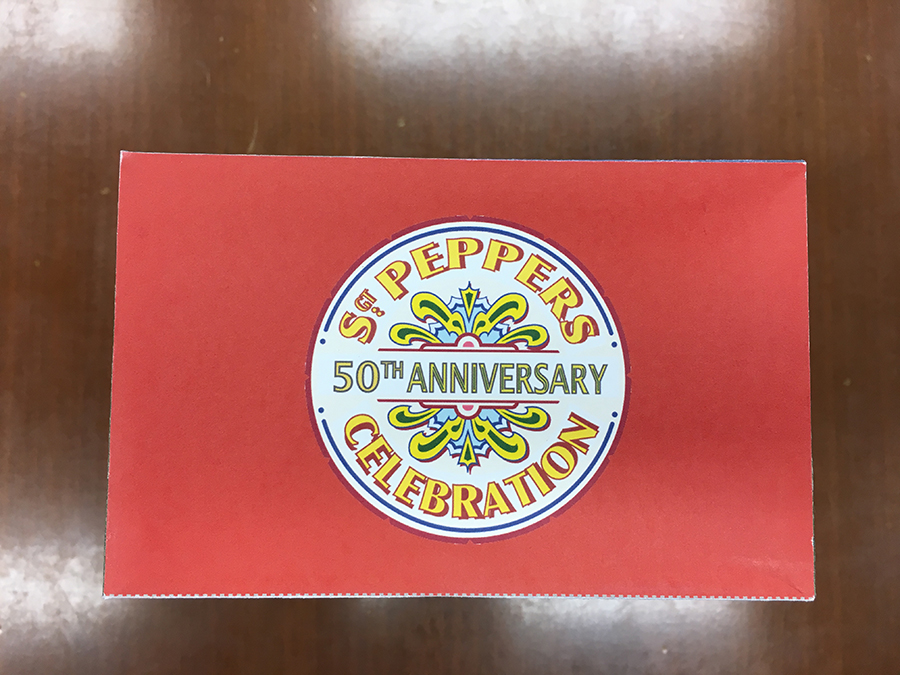 SGT. PEPPERS
50TH ANNIVERSARY
CELEBRATION